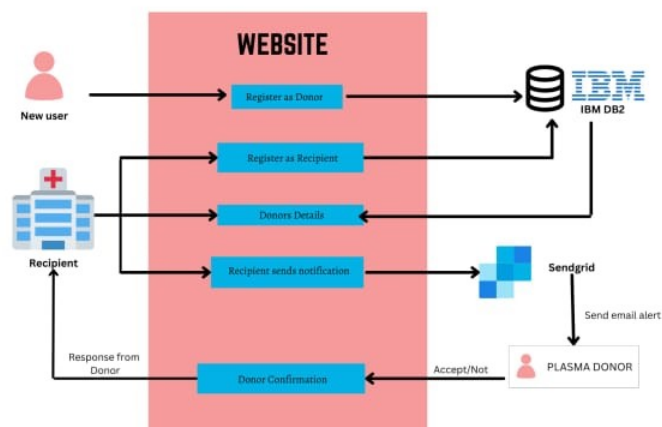 WEBSITE
New user
Register as Donor
IBM
IBM DB2
Register as Recipient
Donors Details
Recipient
Recipient sends notification
Sendgrid
Send email alert
Response from
Donor
Donor Confirmation
Accept/Not
PLASMA DONOR